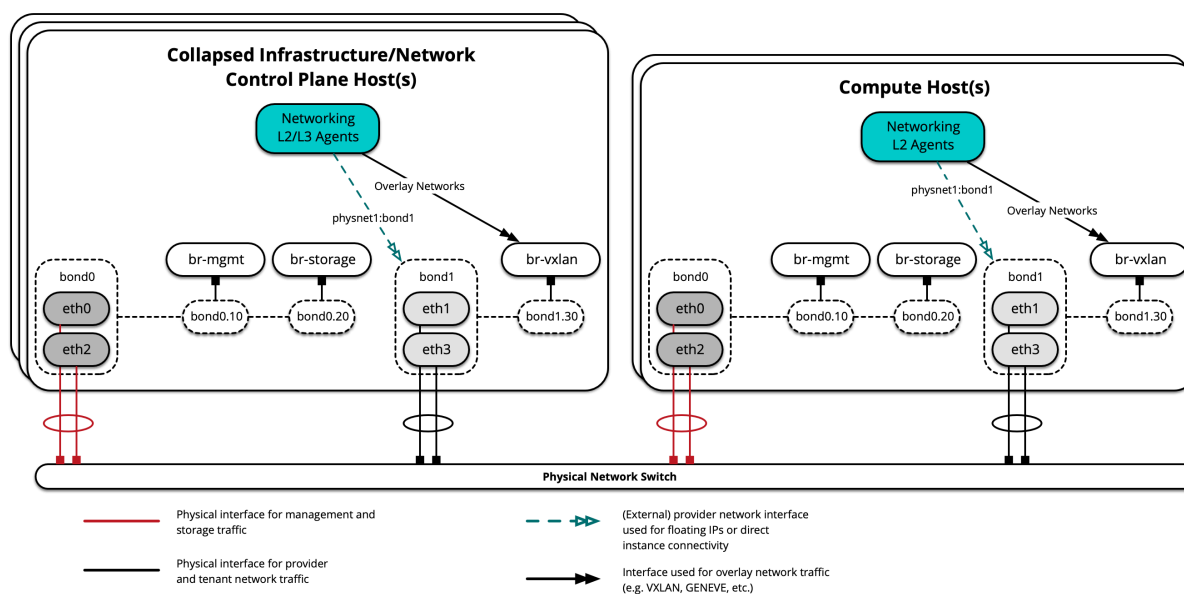 Collapsed Infrastructure/Network
Control Plane Host(s)
Networking
L2/L3 Agents
Overlay Networks
physnet1:bond1
br-mgmt
br-storage
br-vxlan
bond0
bond1
eth0
eth2
bond0.10
bond0.20
eth1
eth3
bond1.30
Compute Host(s)
Networking
L2 Agents
physnet1:bond1
Overlay Networks
br-mgmt
br-storage
br-vxlan
bond0
bond1
eth0
eth2
bond0.10
bond0.20
eth1
eth3
bond1.30
Physical Network Switch
Physical interface for management and
storage traffic
Physical interface for provider
and tenant network traffic
(External) provider network interface
used for floating IPs or direct
instance connectivity
Interface used for overlay network traffic
(e.g. VXLAN, GENEVE, etc.)